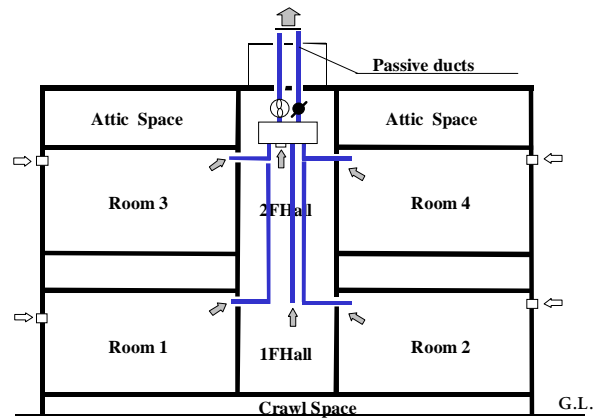 Passive ducts
Attic Space
Attic Space
Room 3
2FHall
Room 4
Room 1
1FHall
Room 2
Crawl Space
G.L.